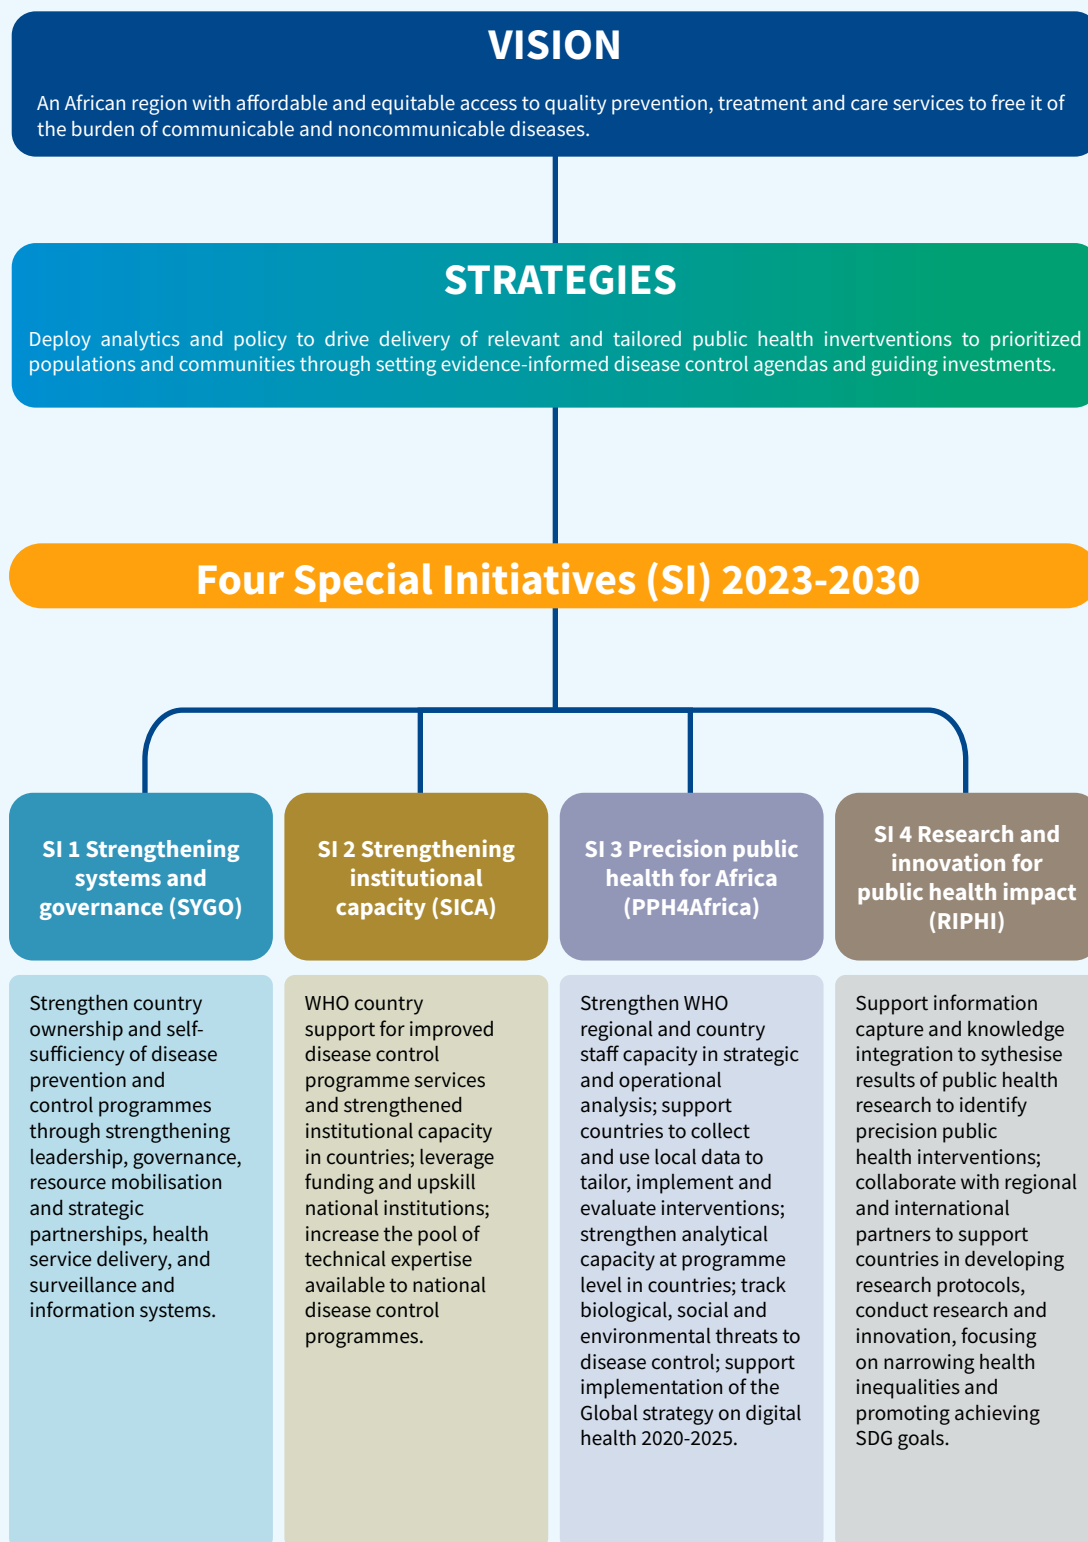 VISION
An African region with affordable and equitable access to quality prevention, treatment and care services to free it of
the burden of communicable and noncommunicable diseases.
STRATEGIES
Deploy analytics and policy to drive delivery of relevant and tailored public health invertventions to prioritized
populations and communities through setting evidence-informed disease control agendas and guiding investments.
Four Special Initiatives (SI) 2023-2030
SI 1 Strengthening
systems and
governance (SYGO)
SI 2 Strengthening
institutional
capacity (SICA)
SI 3 Precision public
health for Africa
(PPH4Africa)
SI 4 Research and
innovation for
public health impact
(RIPHI)
Strengthen country
ownership and self-
sufficiency of disease
prevention and
control programmes
through strengthening
leadership, governance,
resource mobilisation
and strategic
partnerships, health
service delivery, and
surveillance and
information systems.
WHO country
support for improved
disease control
programme services
and strengthened
institutional capacity
in countries; leverage
funding and upskill
national institutions;
increase the pool of
technical expertise
available to national
disease control
programmes.
Strengthen WHO
regional and country
staff capacity in strategic
and operational
analysis; support
countries to collect
and use local data to
tailor, implement and
evaluate interventions;
strengthen analytical
capacity at programme
level in countries; track
biological, social and
environmental threats to
disease control; support
implementation of the
Global strategy on digital
health 2020-2025.
Support information
capture and knowledge
integration to sythesise
results of public health
research to identify
precision public
health interventions;
collaborate with regional
and international
partners to support
countries in developing
research protocols,
conduct research and
innovation, focusing
on narrowing health
inequalities and
promoting achieving
SDG goals.